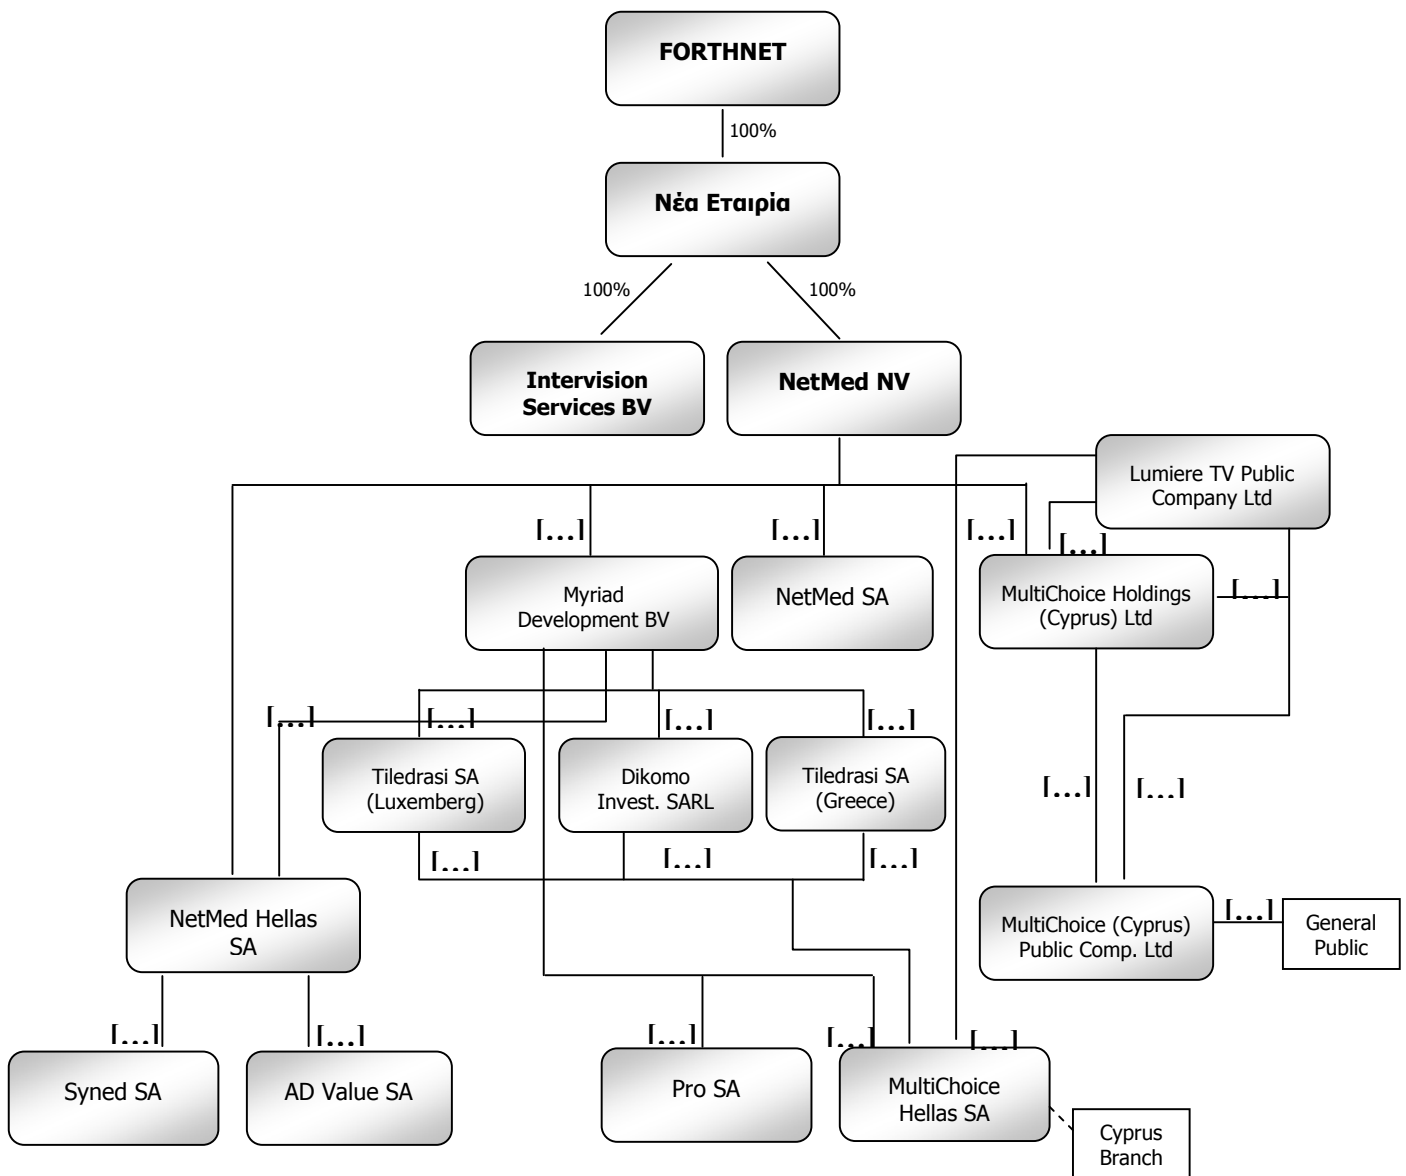 FORTHNET
100%
Νέα Εταιρία
100%
100%
Intervision
Services BV
NetMed NV
Lumiere TV Public
Company Ltd
[...]
[...]
[...]
[...]
Myriad
Development BV
NetMed SA
MultiChoice Holdings
(Cyprus) Ltd
[...]
[...]
[...]
[...]
[...]
Tiledrasi SA
(Luxemberg)
Dikomo
Invest. SARL
Tiledrasi SA
(Greece)
[...]
[...]
[...]
[...]
[...]
NetMed Hellas
SA
MultiChoice (Cyprus)
Public Comp. Ltd
[...]
General
Public
[...]
[...]
[...]
[...]
[...]
Syned SA
AD Value SA
Pro SA
MultiChoice
Hellas SA
Cyprus
Branch